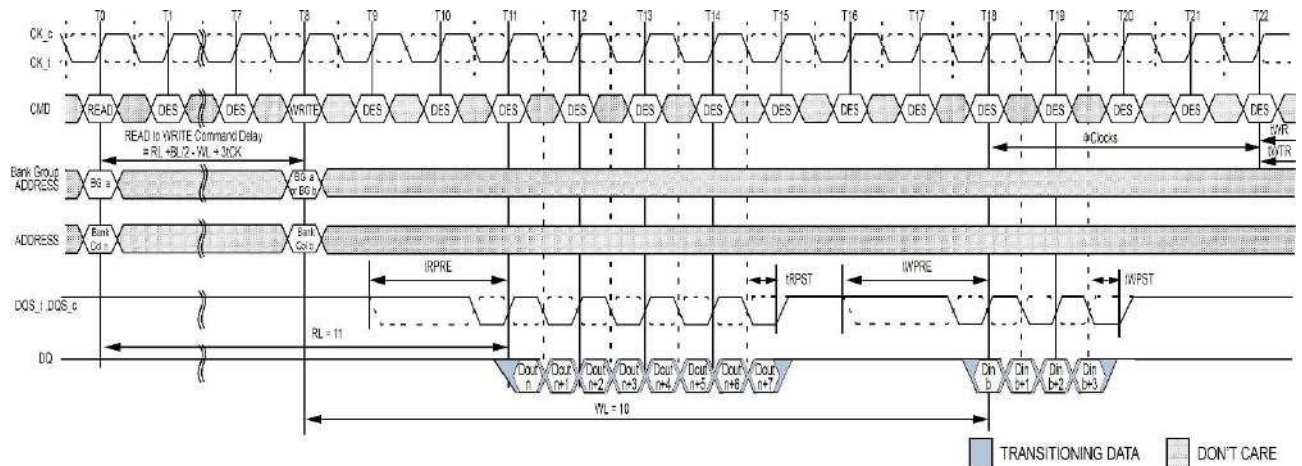 T0 T1 T7 T8 T9 T10 T11 T12 T13 T14 T15 T16 T17 T18 T19 T20 T21 T22
CK_c
CK_t
CMD READ DES DES WRITE DES DES DES DES DES DES DES DES DES DES DES DES DES DES
READ to WRITE Command Delay
= RL +BL/2 - WL + 3tCK
4Clocks
tWR
tWTR
Bank Group
ADDRESS
BG a
BG a
or BG b
ADDRESS
Bank
Col n
Bank
Col b
tRPRE
tRPST
tWPRE
tWPST
DQS_t,DQS_c
RL = 11
DQ
Dout
n
Dout
n+1
Dout
n+2
Dout
n+3
Dout
n+4
Dout
n+5
Dout
n+6
Dout
n+7
Din
b
Din
b+1
Din
b+2
Din
b+3
WL = 10
TRANSITIONING DATA
DON'T CARE